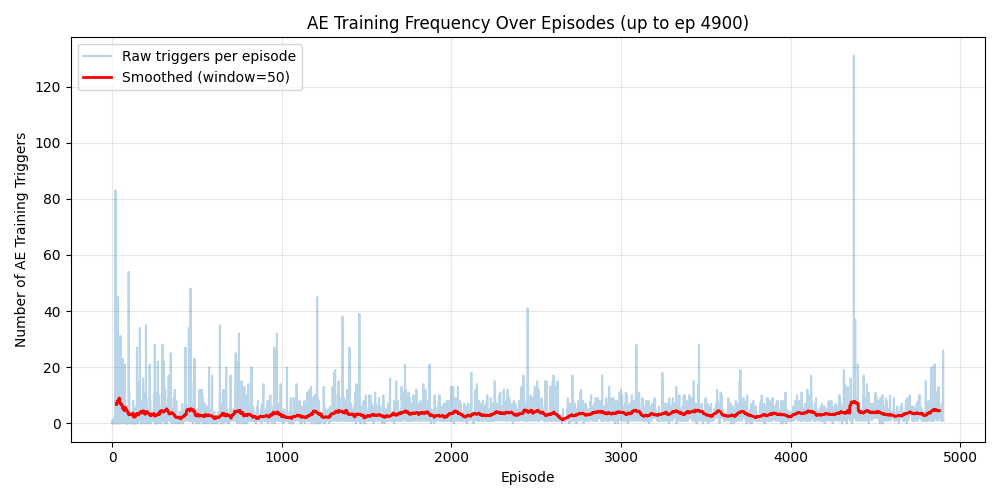 AE Training Frequency Over Episodes (up to ep 4900)
Raw triggers per episode
Smoothed (window=50)
Number of AE Training Triggers
120
100
80
60
40
20
0
0 1000 2000 3000 4000 5000
Episode